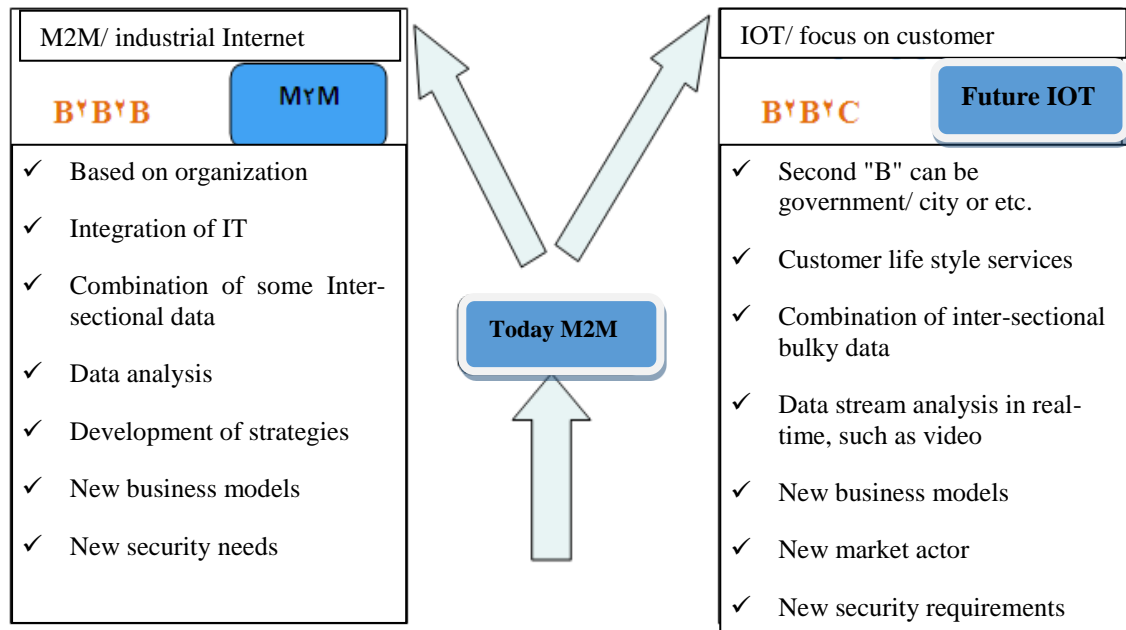 M2M/ industrial Internet
B۲B۲B
M۲M
✓ Based on organization
✓ Integration of IT
✓ Combination of some Inter-
sectional data
✓ Data analysis
✓ Development of strategies
✓ New business models
✓ New security needs
Today M2M
IOT/ focus on customer
B۲B۲C
Future IOT
✓ Second "B" can be
government/ city or etc.
✓ Customer life style services
✓ Combination of inter-sectional
bulky data
✓ Data stream analysis in real-
time, such as video
✓ New business models
✓ New market actor
✓ New security requirements